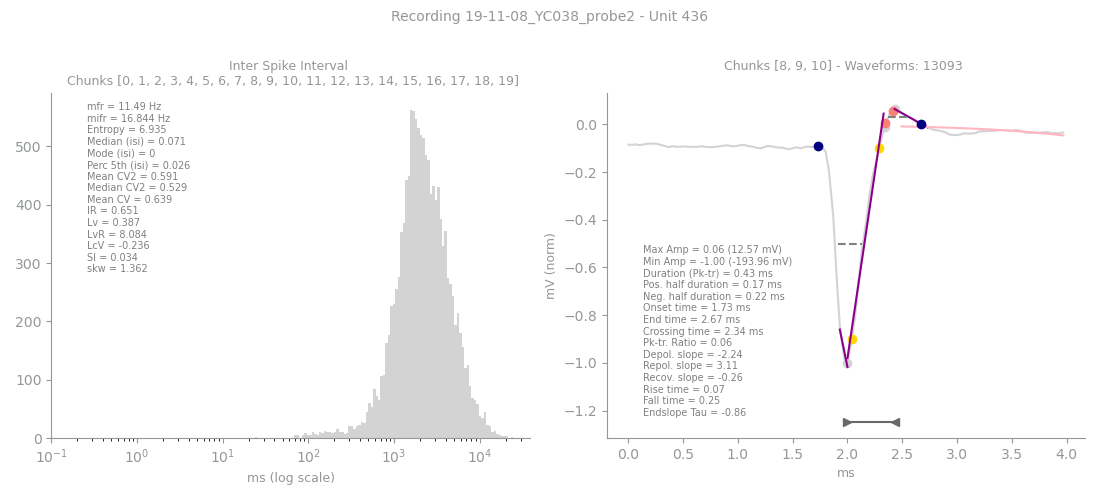 Recording 19-11-08_YC038_probe2 - Unit 436
Inter Spike Interval
Chunks [0, 1, 2, 3, 4, 5, 6, 7, 8, 9, 10, 11, 12, 13, 14, 15, 16, 17, 18, 19]
mfr = 11.49 Hz
mifr = 16.844 Hz
Entropy = 6.935
Median (isi) = 0.071
Mode (isi) = 0
Perc 5th (isi) = 0.026
Mean CV2 = 0.591
Median CV2 = 0.529
Mean CV = 0.639
IR = 0.651
Lv = 0.387
LvR = 8.084
LcV = -0.236
SI = 0.034
skw = 1.362
500
400
300
200
100
0
10⁻¹ 10⁰ 10¹ 10² 10³ 10⁴
ms (log scale)
Chunks [8, 9, 10] - Waveforms: 13093
mV (norm)
0.0
−0.2
−0.4
−0.6
−0.8
−1.0
−1.2
Max Amp = 0.06 (12.57 mV)
Min Amp = -1.00 (-193.96 mV)
Duration (Pk-tr) = 0.43 ms
Pos. half duration = 0.17 ms
Neg. half duration = 0.22 ms
Onset time = 1.73 ms
End time = 2.67 ms
Crossing time = 2.34 ms
Pk-tr. Ratio = 0.06
Depol. slope = -2.24
Repol. slope = 3.11
Recov. slope = -0.26
Rise time = 0.07
Fall time = 0.25
Endslope Tau = -0.86
0.0 0.5 1.0 1.5 2.0 2.5 3.0 3.5 4.0
ms